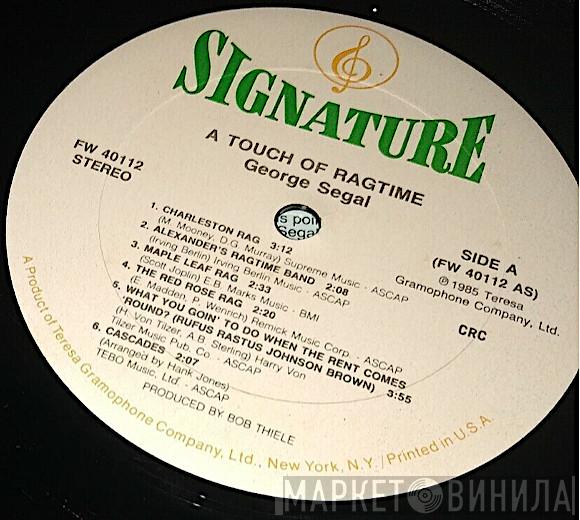 SIGNATURE
A TOUCH OF RAGTIME
George Segal
FW 40112
STEREO
s poi
Sega
SIDE A
(FW 40112 AS)
℗ 1985 Teresa
Gramophone Company, Ltd.
CRC
1. CHARLESTON RAG 3:12
(M. Mooney, D.G. Murray) Supreme Music - ASCAP
2. ALEXANDER'S RAGTIME BAND 2:08
(Irving Berlin) Irving Berlin Music - ASCAP
3. MAPLE LEAF RAG 2:33
(Scott Joplin) E.B. Marks Music - BMI
4. THE RED ROSE RAG 2:20
(E. Madden, P. Wenrich) Remick Music Corp. - ASCAP
5. WHAT YOU GOIN' TO DO WHEN THE RENT COMES
'ROUND? (RUFUS RASTUS JOHNSON BROWN) 3:55
(H. Von Tilzer, A.B. Sterling) Harry Von
Tilzer Music Pub. Co. - ASCAP
6. CASCADES 2:07
(Arranged by Hank Jones)
TEBO Music, Ltd. - ASCAP
PRODUCED BY BOB THIELE
A Product of Teresa Gramophone Company, Ltd., New York, N.Y. / Printed in U.S.A.
МАРКЕТ ВИНИЛА